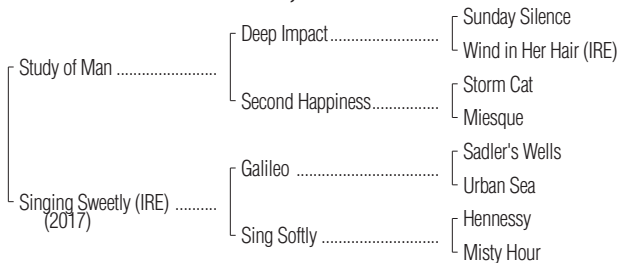 Sunday Silence
Deep Impact......................
Wind in Her Hair (IRE)
Study of Man ......................
Storm Cat
Second Happiness...............
Miesque
Sadler's Wells
Galileo ...............................
Urban Sea
Singing Sweetly (IRE) ..........
(2017)
Hennessy
Sing Softly .........................
Misty Hour